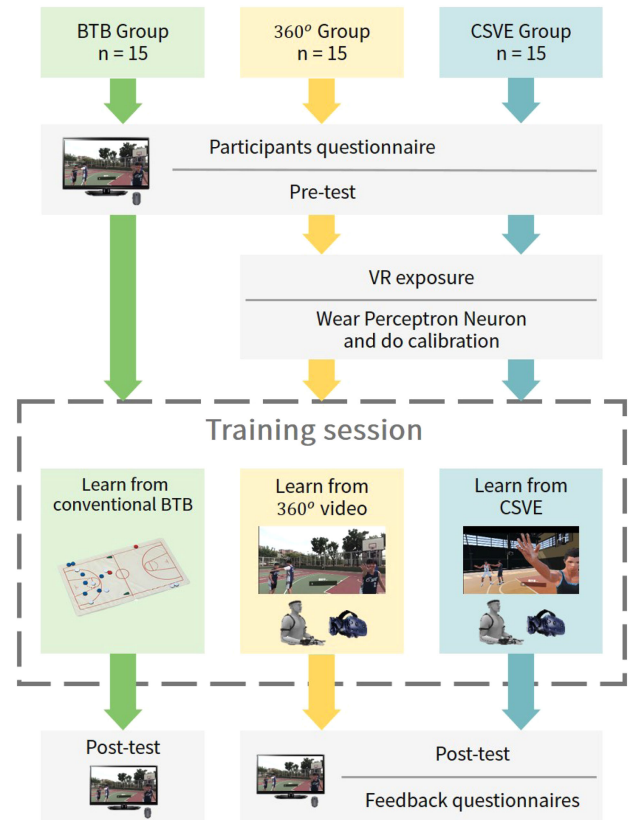 BTB Group
n = 15
360° Group
n = 15
CSVE Group
n = 15
Participants questionnaire
Pre-test
VR exposure
Wear Perceptron Neuron
and do calibration
Training session
Learn from
conventional BTB
Learn from
360° video
Learn from
CSVE
Post-test
Post-test
Feedback questionnaires